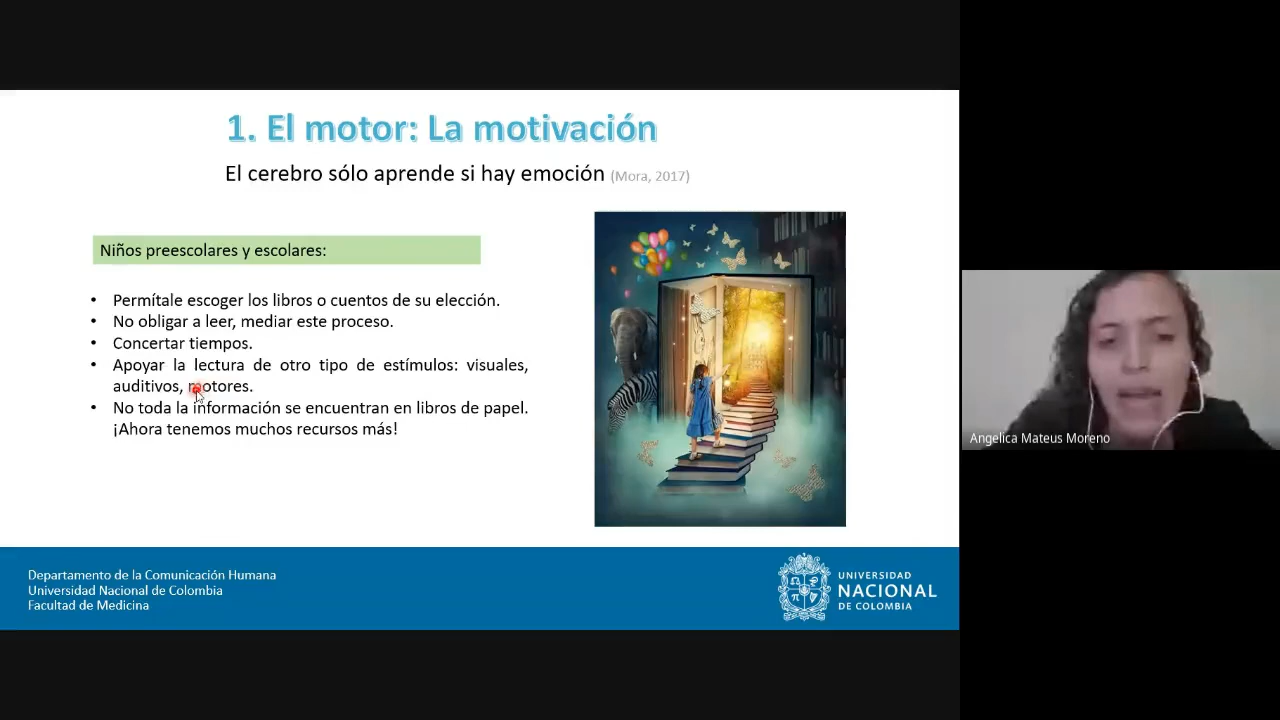 1. El motor: La motivación
El cerebro sólo aprende si hay emoción (Mora, 2017)
Niños preescolares y escolares:
• Permítale escoger los libros o cuentos de su elección.
• No obligar a leer, mediar este proceso.
• Concertar tiempos.
• Apoyar la lectura de otro tipo de estímulos: visuales,
auditivos, motores.
• No toda la información se encuentran en libros de papel.
¡Ahora tenemos muchos recursos más!
Angelica Mateus Moreno
Departamento de la Comunicación Humana
Universidad Nacional de Colombia
Facultad de Medicina
UNIVERSIDAD
NACIONAL
DE COLOMBIA